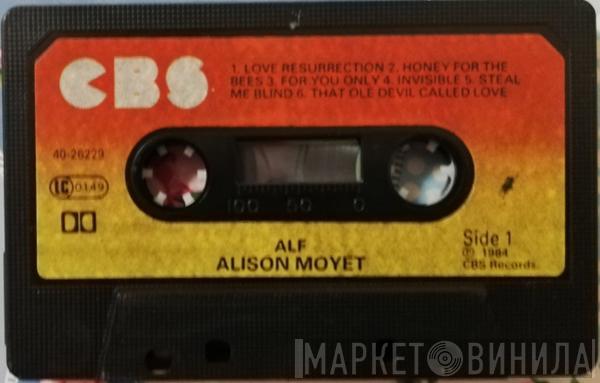 CBS
1. LOVE RESURRECTION 2. HONEY FOR THE
BEES 3. FOR YOU ONLY 4. INVISIBLE 5. STEAL
ME BLIND 6. THAT OLE DEVIL CALLED LOVE
40-26229
LC 0149
100 50 0
ALF
ALISON MOYET
Side 1
℗ 1984
CBS Records
МАРКЕТ ВИНИЛА